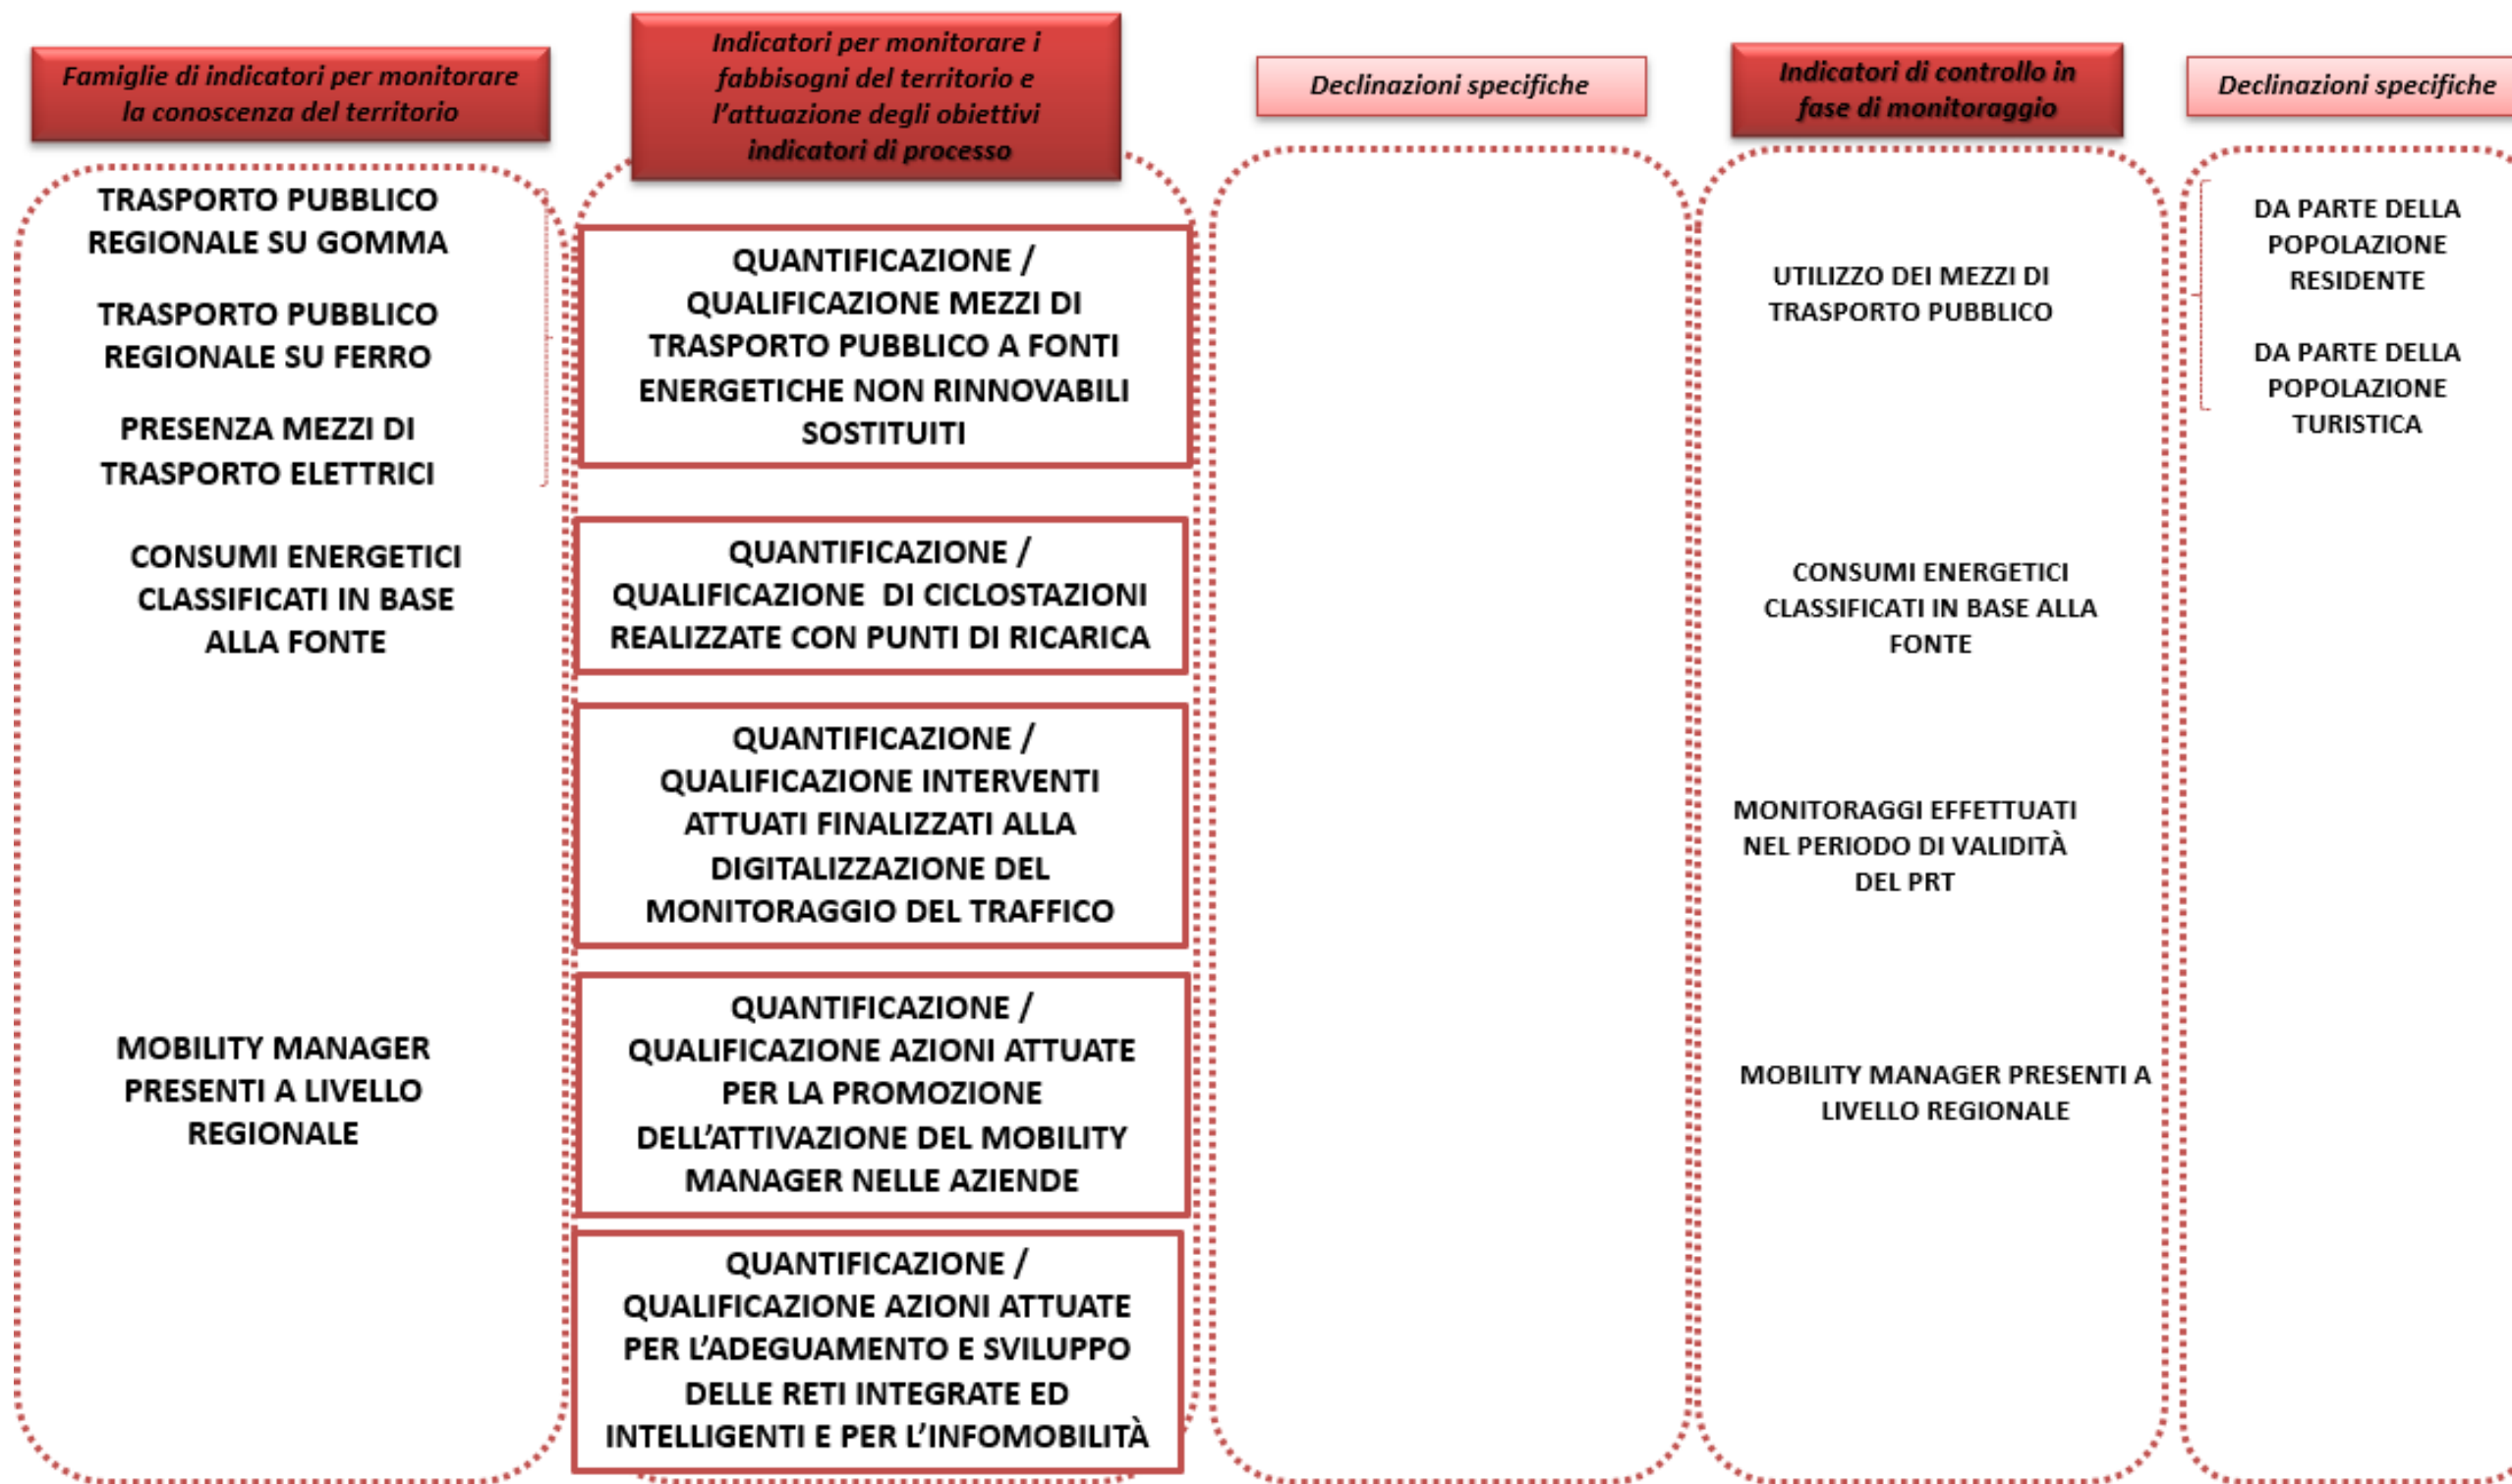 Famiglie di indicatori per monitorare
la conoscenza del territorio
TRASPORTO PUBBLICO
REGIONALE SU GOMMA
TRASPORTO PUBBLICO
REGIONALE SU FERRO
PRESENZA MEZZI DI
TRASPORTO ELETTRICI
CONSUMI ENERGETICI
CLASSIFICATI IN BASE
ALLA FONTE
MOBILITY MANAGER
PRESENTI A LIVELLO
REGIONALE
Indicatori per monitorare i
fabbisogni del territorio e
l'attuazione degli obiettivi
indicatori di processo
QUANTIFICAZIONE /
QUALIFICAZIONE MEZZI DI
TRASPORTO PUBBLICO A FONTI
ENERGETICHE NON RINNOVABILI
SOSTITUITI
QUANTIFICAZIONE /
QUALIFICAZIONE DI CICLOSTAZIONI
REALIZZATE CON PUNTI DI RICARICA
QUANTIFICAZIONE /
QUALIFICAZIONE INTERVENTI
ATTUATI FINALIZZATI ALLA
DIGITALIZZAZIONE DEL
MONITORAGGIO DEL TRAFFICO
QUANTIFICAZIONE /
QUALIFICAZIONE AZIONI ATTUATE
PER LA PROMOZIONE
DELL'ATTIVAZIONE DEL MOBILITY
MANAGER NELLE AZIENDE
QUANTIFICAZIONE /
QUALIFICAZIONE AZIONI ATTUATE
PER L'ADEGUAMENTO E SVILUPPO
DELLE RETI INTEGRATE ED
INTELLIGENTI E PER L'INFOMOBILITÀ
Declinazioni specifiche
Indicatori di controllo in
fase di monitoraggio
UTILIZZO DEI MEZZI DI
TRASPORTO PUBBLICO
CONSUMI ENERGETICI
CLASSIFICATI IN BASE ALLA
FONTE
MONITORAGGI EFFETTUATI
NEL PERIODO DI VALIDITÀ
DEL PRT
MOBILITY MANAGER PRESENTI A
LIVELLO REGIONALE
Declinazioni specifiche
DA PARTE DELLA
POPOLAZIONE
RESIDENTE
DA PARTE DELLA
POPOLAZIONE
TURISTICA